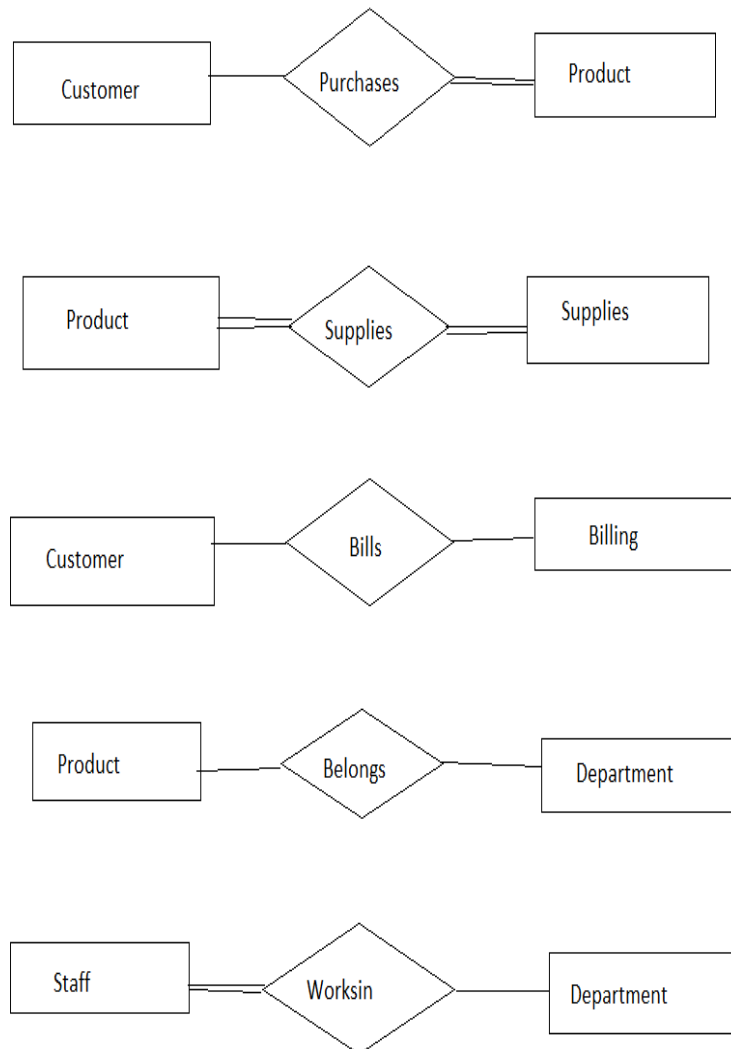 Customer Purchases Product
Product Supplies Supplies
Customer Bills Billing
Product Belongs Department
Staff Worksin Department